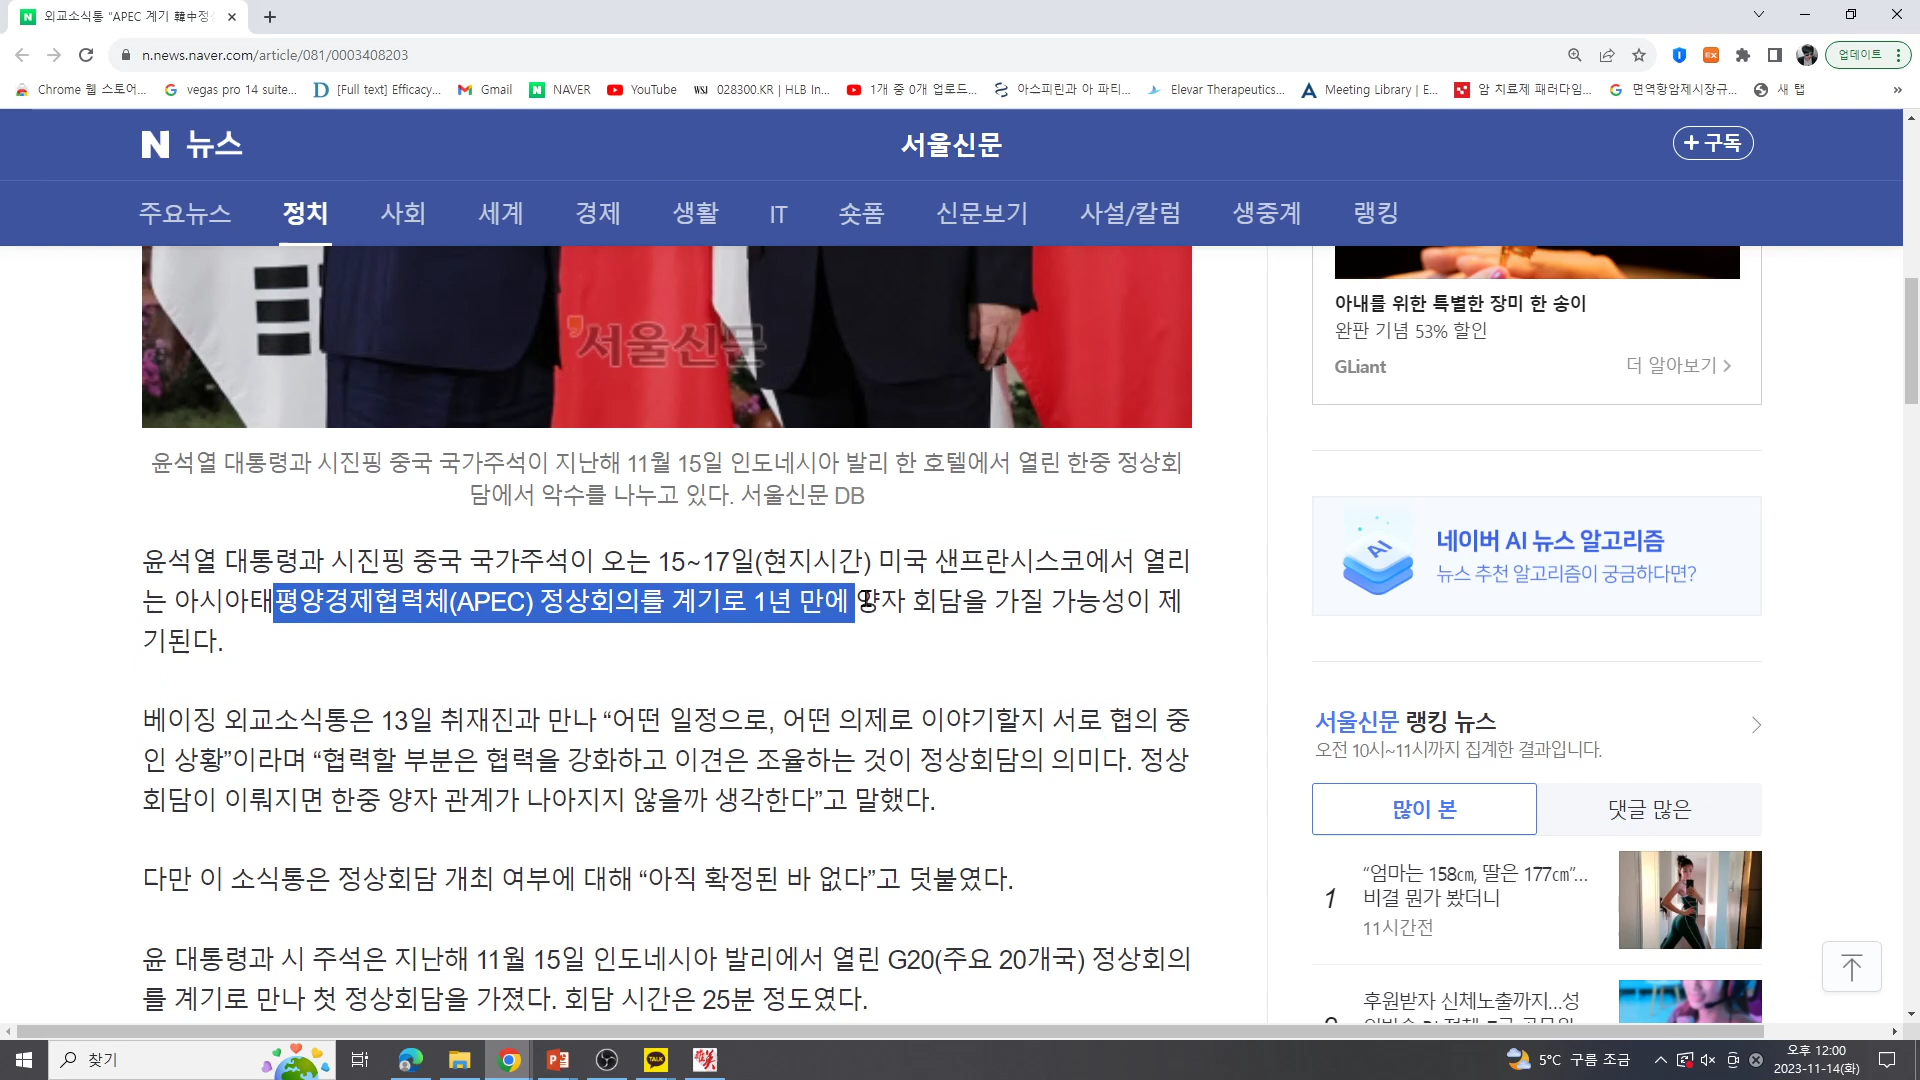 외교소식통 "APEC 계기 韓中정
n.news.naver.com/article/081/0003408203
업데이트
Chrome 웹 스토어...
vegas pro 14 suite...
[Full text] Efficacy...
Gmail
NAVER
YouTube
028300.KR | HLB In...
1개 중 0개 업로드...
아스피린과 아 파티...
Elevar Therapeutics...
Meeting Library | E...
암 치료제 패러다임...
면역항암제시장규...
새 탭
N 뉴스
서울신문
+ 구독
주요뉴스
정치
사회
세계
경제
생활
IT
숏폼
신문보기
사설/칼럼
생중계
랭킹
서울신문
윤석열 대통령과 시진핑 중국 국가주석이 지난해 11월 15일 인도네시아 발리 한 호텔에서 열린 한중 정상회
담에서 악수를 나누고 있다. 서울신문 DB
윤석열 대통령과 시진핑 중국 국가주석이 오는 15~17일(현지시간) 미국 샌프란시스코에서 열리
는 아시아태평양경제협력체(APEC) 정상회의를 계기로 1년 만에 양자 회담을 가질 가능성이 제
기된다.
베이징 외교소식통은 13일 취재진과 만나 “어떤 일정으로, 어떤 의제로 이야기할지 서로 협의 중
인 상황”이라며 “협력할 부분은 협력을 강화하고 이견은 조율하는 것이 정상회담의 의미다. 정상
회담이 이뤄지면 한중 양자 관계가 나아지지 않을까 생각한다”고 말했다.
다만 이 소식통은 정상회담 개최 여부에 대해 “아직 확정된 바 없다”고 덧붙였다.
윤 대통령과 시 주석은 지난해 11월 15일 인도네시아 발리에서 열린 G20(주요 20개국) 정상회의
를 계기로 만나 첫 정상회담을 가졌다. 회담 시간은 25분 정도였다.
아내를 위한 특별한 장미 한 송이
완판 기념 53% 할인
GLiant
더 알아보기
AI
네이버 AI 뉴스 알고리즘
뉴스 추천 알고리즘이 궁금하다면?
서울신문 랭킹 뉴스
오전 10시~11시까지 집계한 결과입니다.
많이 본
댓글 많은
1
“엄마는 158㎝, 딸은 177㎝”...
비결 뭔가 봤더니
11시간전
후원받자 신체노출까지...성
찾기
TALK
5°C 구름 조금
오후 12:00
2023-11-14(화)